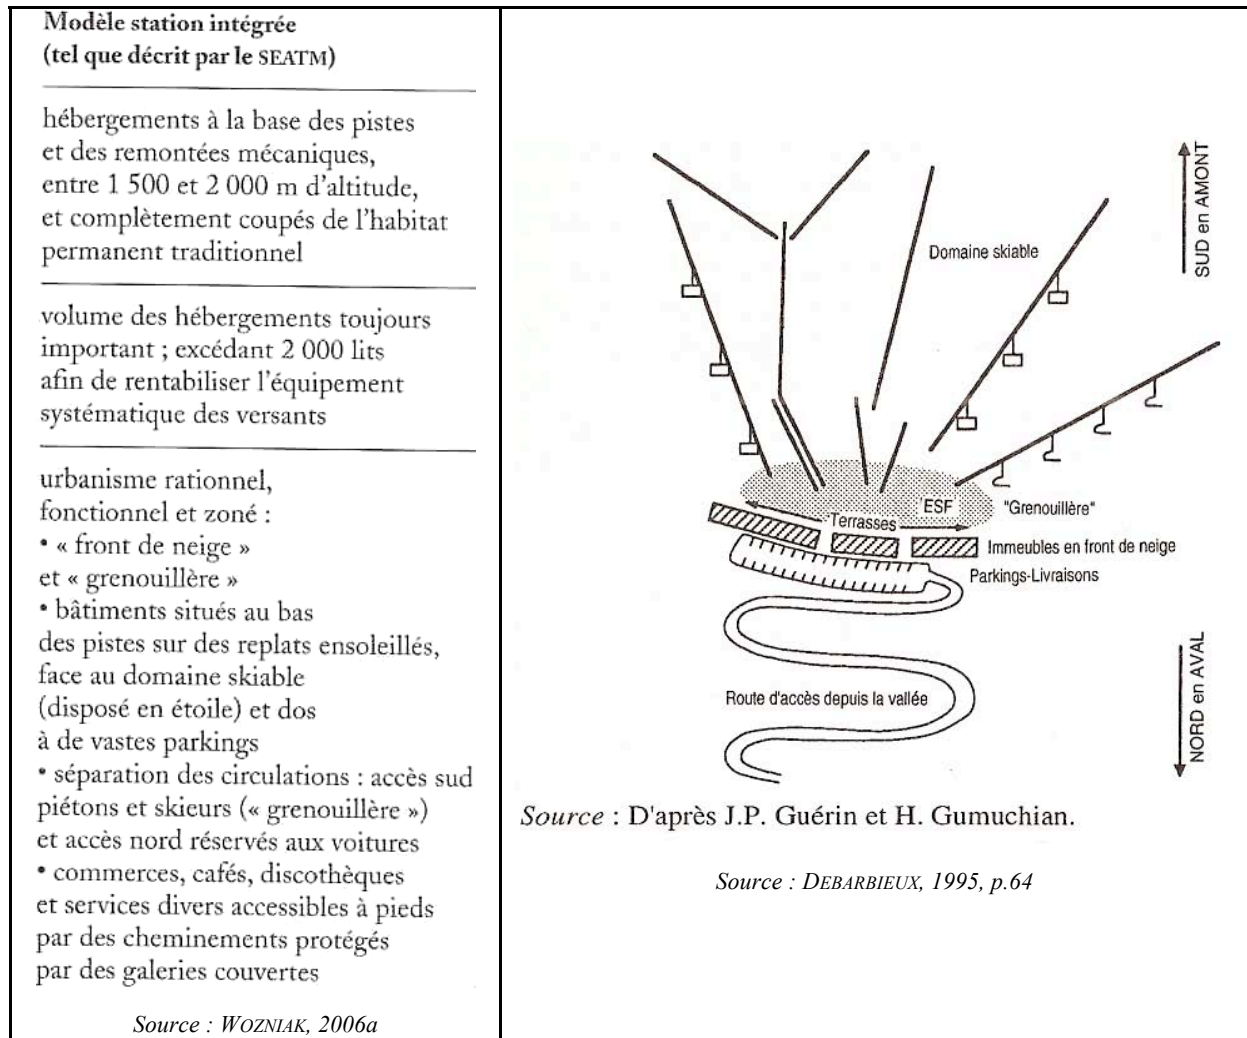 Modèle station intégrée
(tel que décrit par le SEATM)
hébergements à la base des pistes
et des remontées mécaniques,
entre 1 500 et 2 000 m d'altitude,
et complètement coupés de l'habitat
permanent traditionnel
volume des hébergements toujours
important ; excédant 2 000 lits
afin de rentabiliser l'équipement
systématique des versants
urbanisme rationnel,
fonctionnel et zoné :
• « front de neige »
et « grenouillère »
• bâtiments situés au bas
des pistes sur des replats ensoleillés,
face au domaine skiable
(disposé en étoile) et dos
à de vastes parkings
• séparation des circulations : accès sud
piétons et skieurs (« grenouillère »)
et accès nord réservés aux voitures
• commerces, cafés, discothèques
et services divers accessibles à pieds
par des cheminements protégés
par des galeries couvertes
Source : WOZNIAK, 2006a
SUD en AMONT
Domaine skiable
ESF
"Grenouillère"
Terrasses
Immeubles en front de neige
Parkings-Livraisons
Route d'accès depuis la vallée
NORD en AVAL
Source : D'après J.P. Guérin et H. Gumuchian.
Source : DEBARBIEUX, 1995, p.64